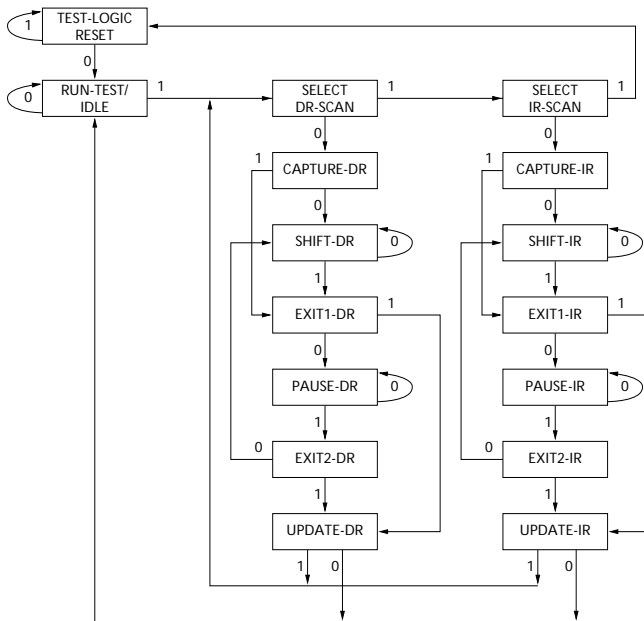 1
TEST-LOGIC
RESET
0
0
RUN-TEST/
IDLE
1
SELECT
DR-SCAN
1
SELECT
IR-SCAN
1
0
0
1
CAPTURE-DR
1
CAPTURE-IR
0
0
SHIFT-DR
0
SHIFT-IR
0
1
1
EXIT1-DR
1
EXIT1-IR
1
0
0
PAUSE-DR
0
PAUSE-IR
0
1
1
0
EXIT2-DR
0
EXIT2-IR
1
1
UPDATE-DR
UPDATE-IR
1
0
1
0